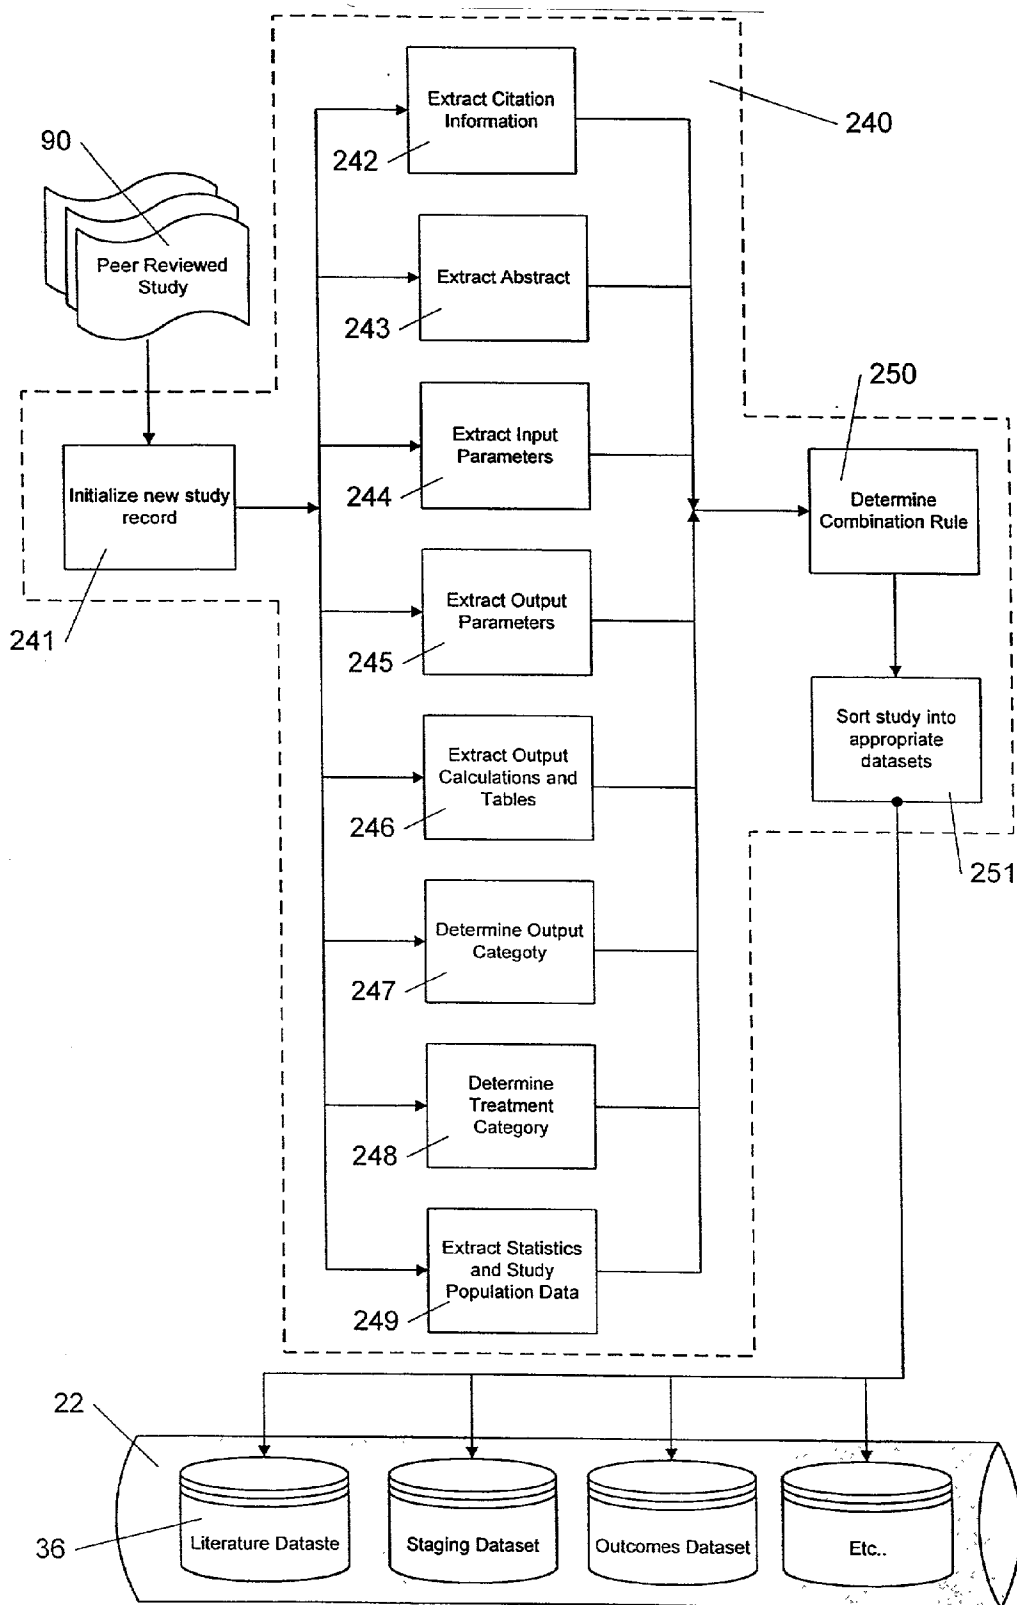 Extract Citation
Information
242
240
90
Peer Reviewed
Study
Extract Abstract
243
Extract Input
Parameters
244
250
Determine
Combination Rule
Initialize new study
record
241
Extract Output
Parameters
245
Sort study into
appropriate
datasets
251
Extract Output
Calculations and
Tables
246
Determine Output
Categoty
247
Determine
Treatment
Category
248
Extract Statistics
and Study
Population Data
249
22
36
Literature Dataste
Staging Dataset
Outcomes Dataset
Etc..